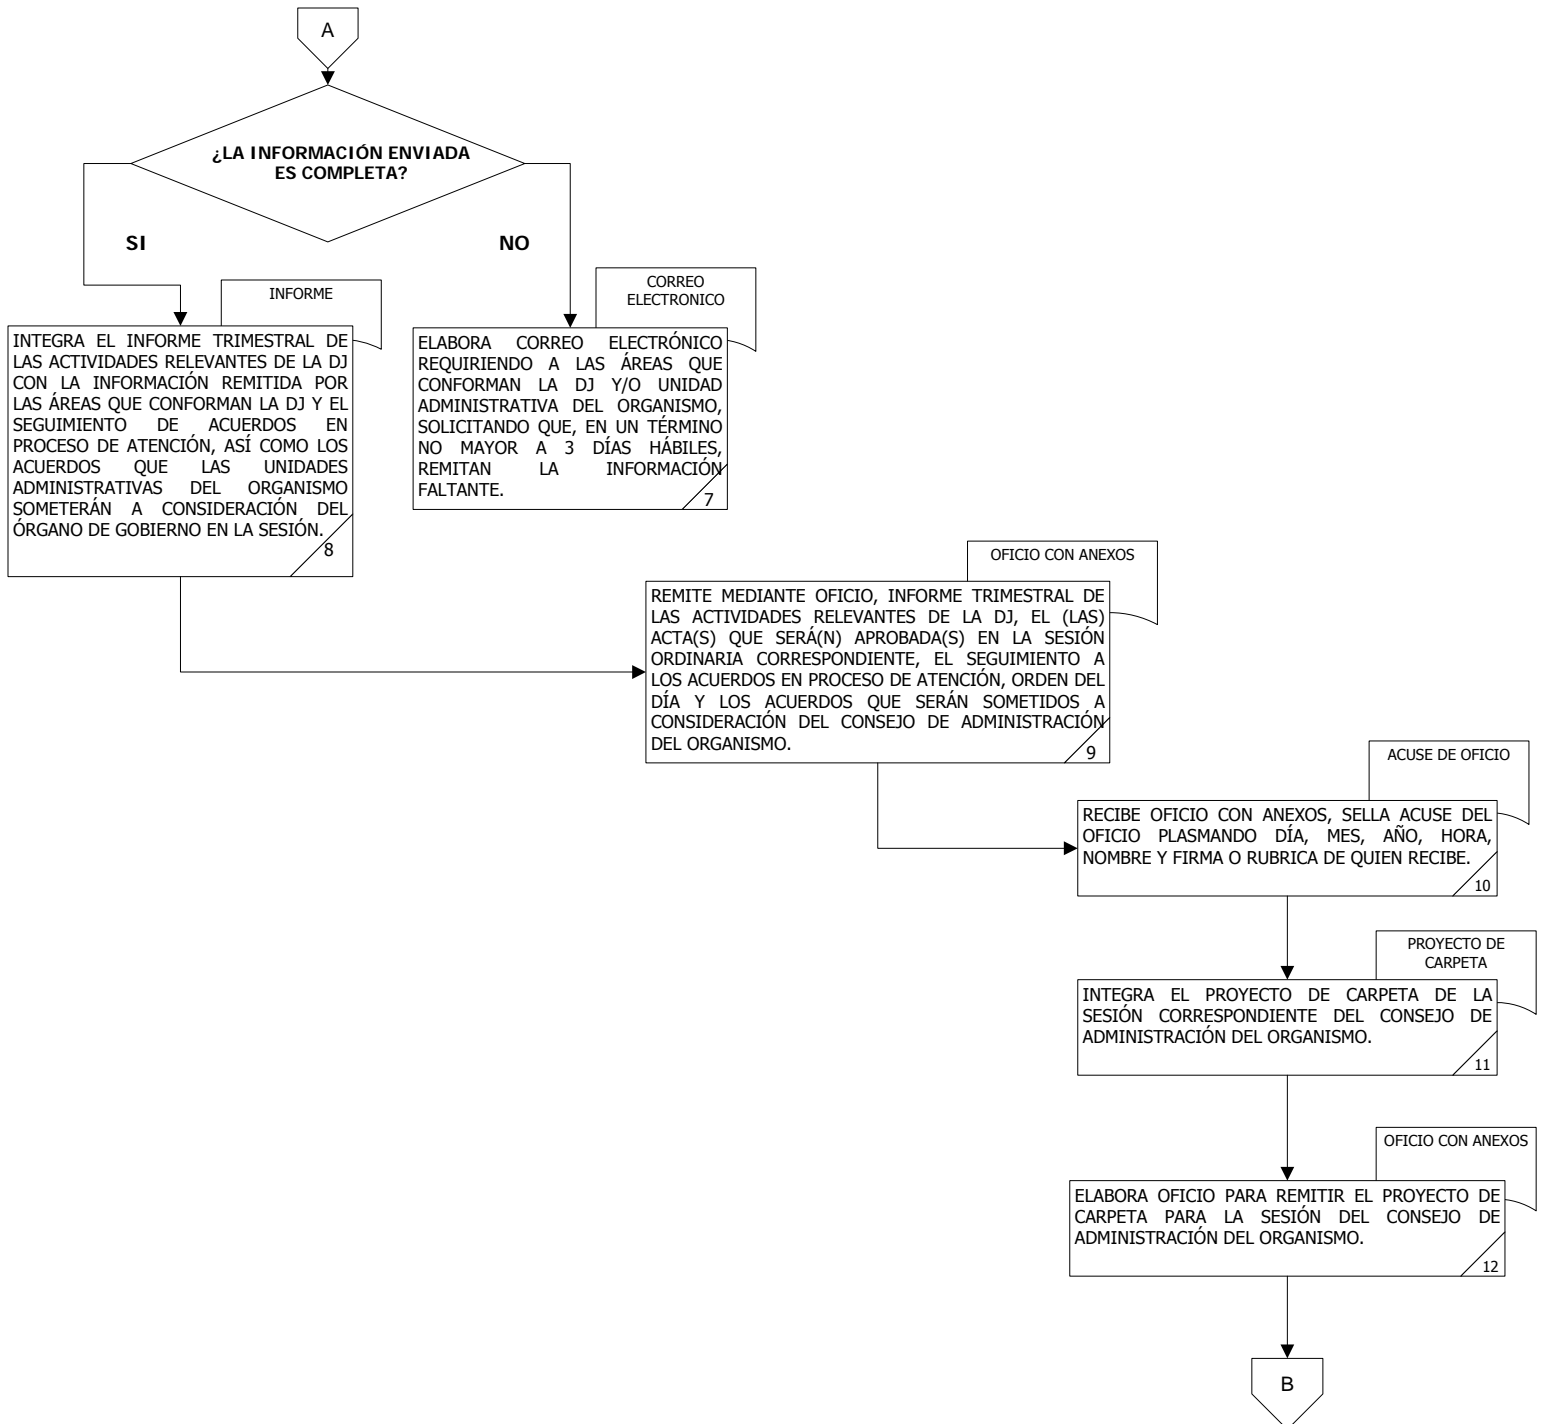 A
¿LA INFORMACIÓN ENVIADA
ES COMPLETA?
SI
NO
INFORME
INTEGRA EL INFORME TRIMESTRAL DE
LAS ACTIVIDADES RELEVANTES DE LA DJ
CON LA INFORMACIÓN REMITIDA POR
LAS ÁREAS QUE CONFORMAN LA DJ Y EL
SEGUIMIENTO DE ACUERDOS EN
PROCESO DE ATENCIÓN, ASÍ COMO LOS
ACUERDOS QUE LAS UNIDADES
ADMINISTRATIVAS DEL ORGANISMO
SOMETERÁN A CONSIDERACIÓN DEL
ÓRGANO DE GOBIERNO EN LA SESIÓN.
8
CORREO
ELECTRONICO
ELABORA CORREO ELECTRÓNICO
REQUIRIENDO A LAS ÁREAS QUE
CONFORMAN LA DJ Y/O UNIDAD
ADMINISTRATIVA DEL ORGANISMO,
SOLICITANDO QUE, EN UN TÉRMINO
NO MAYOR A 3 DÍAS HÁBILES,
REMITAN LA INFORMACIÓN
FALTANTE.
7
OFICIO CON ANEXOS
REMITE MEDIANTE OFICIO, INFORME TRIMESTRAL DE
LAS ACTIVIDADES RELEVANTES DE LA DJ, EL (LAS)
ACTA(S) QUE SERÁ(N) APROBADA(S) EN LA SESIÓN
ORDINARIA CORRESPONDIENTE, EL SEGUIMIENTO A
LOS ACUERDOS EN PROCESO DE ATENCIÓN, ORDEN DEL
DÍA Y LOS ACUERDOS QUE SERÁN SOMETIDOS A
CONSIDERACIÓN DEL CONSEJO DE ADMINISTRACIÓN
DEL ORGANISMO.
9
ACUSE DE OFICIO
RECIBE OFICIO CON ANEXOS, SELLA ACUSE DEL
OFICIO PLASMANDO DÍA, MES, AÑO, HORA,
NOMBRE Y FIRMA O RUBRICA DE QUIEN RECIBE.
10
PROYECTO DE
CARPETA
INTEGRA EL PROYECTO DE CARPETA DE LA
SESIÓN CORRESPONDIENTE DEL CONSEJO DE
ADMINISTRACIÓN DEL ORGANISMO.
11
OFICIO CON ANEXOS
ELABORA OFICIO PARA REMITIR EL PROYECTO DE
CARPETA PARA LA SESIÓN DEL CONSEJO DE
ADMINISTRACIÓN DEL ORGANISMO.
12
B